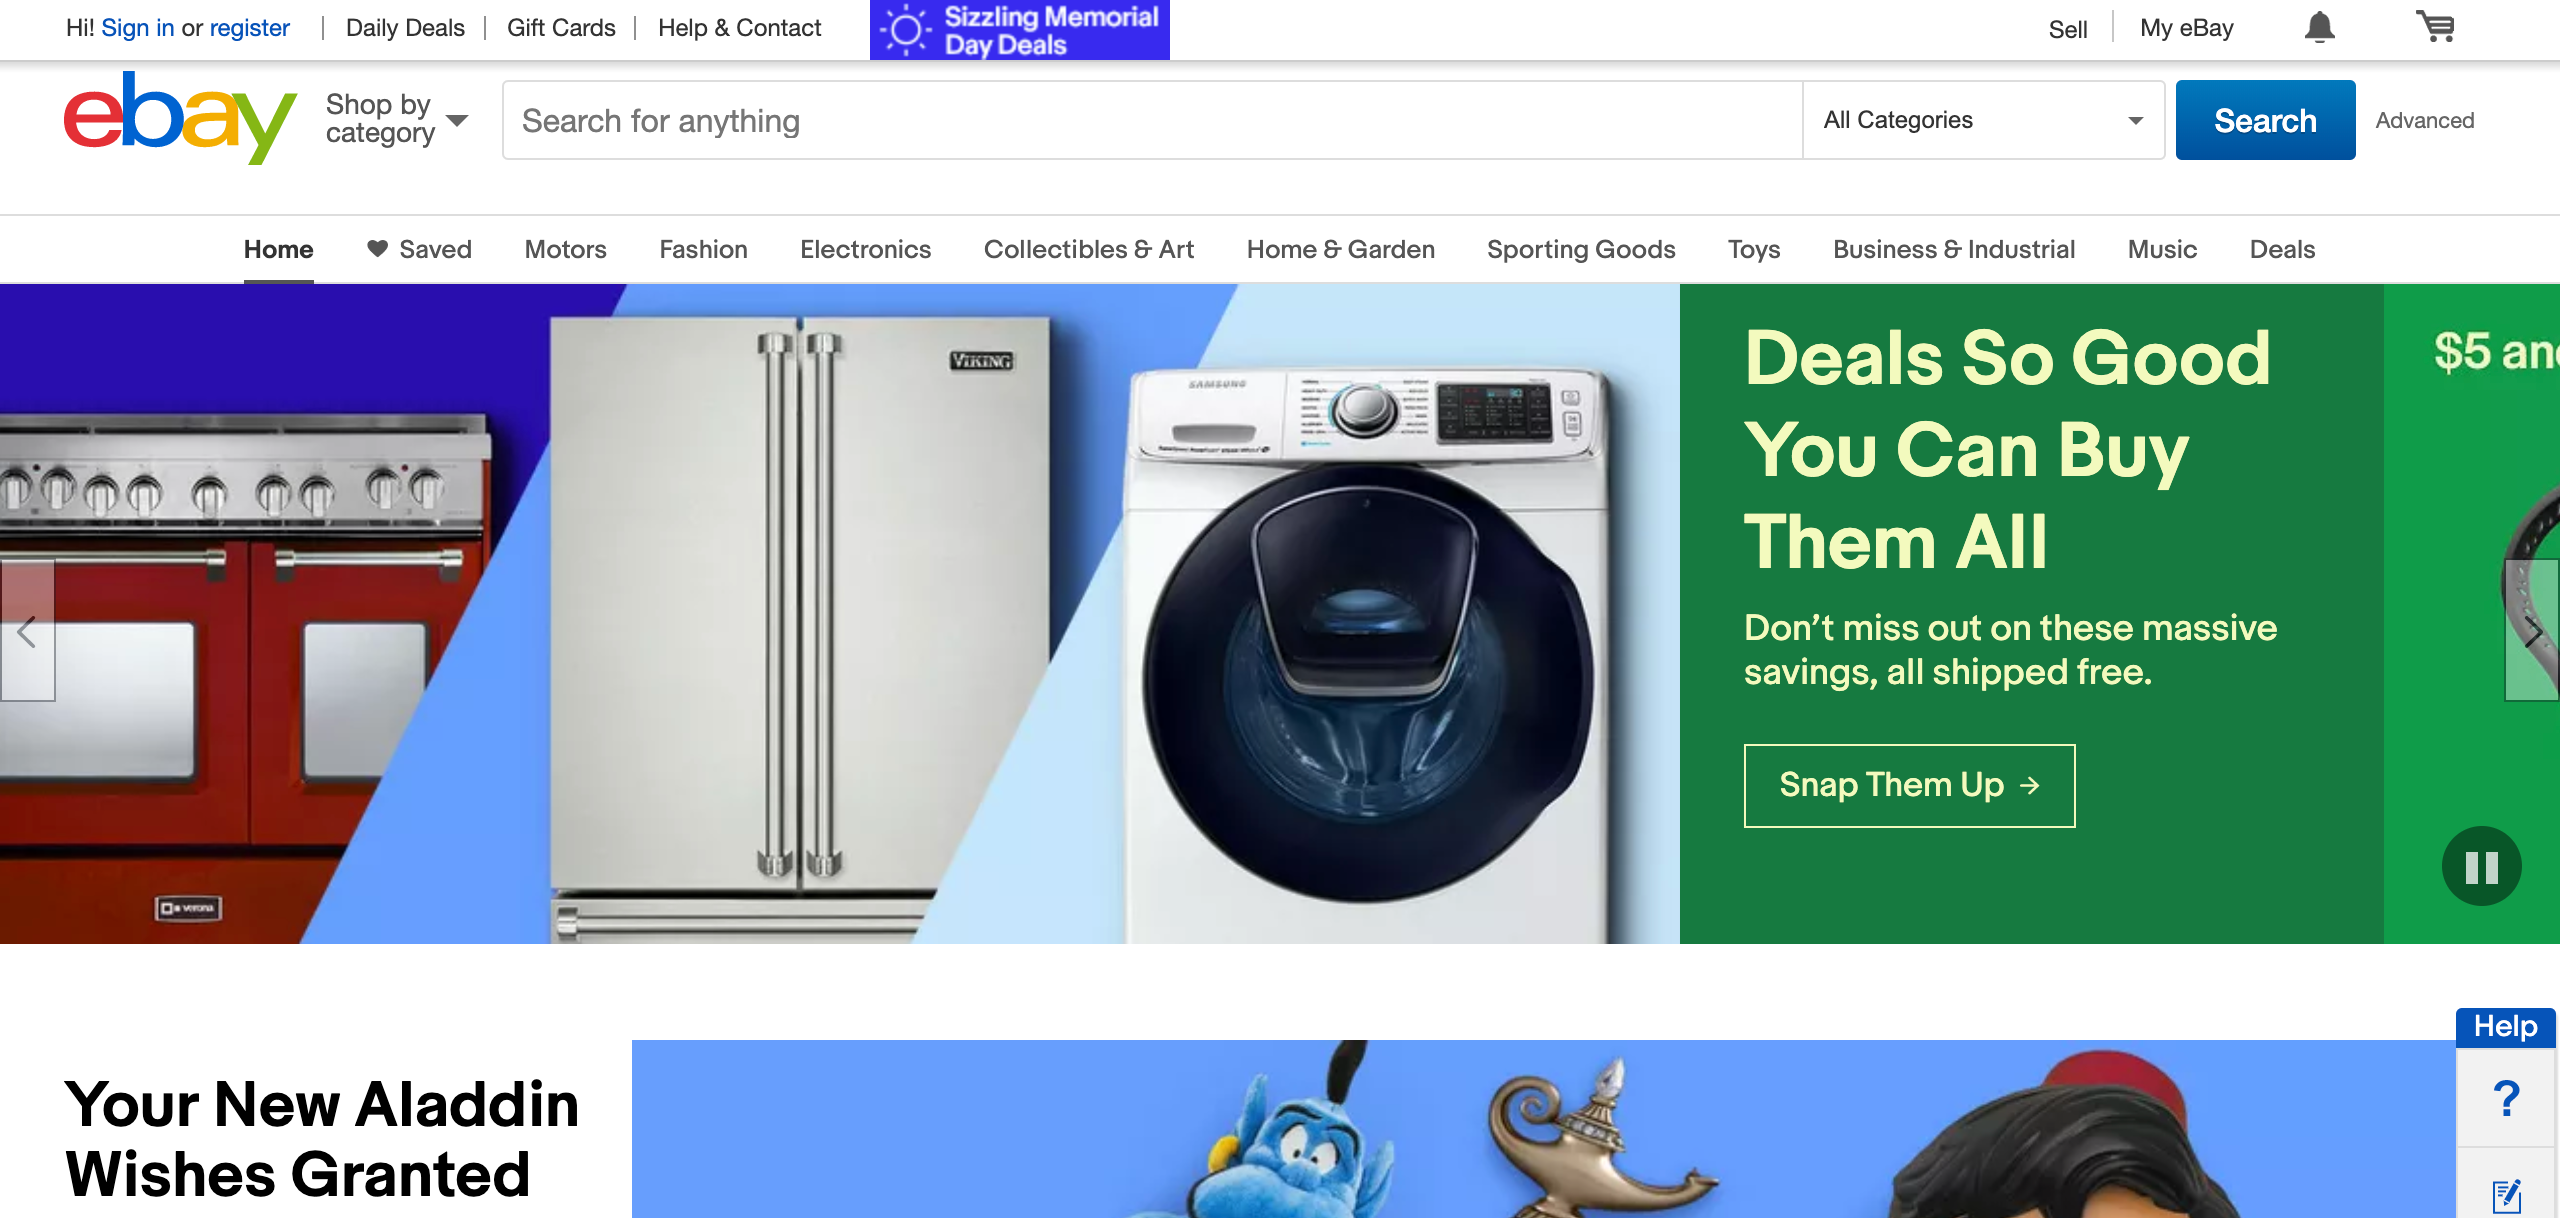 Hi! Sign in or register
Daily Deals
Gift Cards
Help & Contact
Sizzling Memorial
Day Deals
Sell
My eBay
ebay
Shop by
category
Search for anything
All Categories
Search
Advanced
Home
Saved
Motors
Fashion
Electronics
Collectibles & Art
Home & Garden
Sporting Goods
Toys
Business & Industrial
Music
Deals
VIKING
SAMSUNG
verona
Deals So Good
You Can Buy
Them All
Don’t miss out on these massive
savings, all shipped free.
Snap Them Up →
$5
Help
?
Your New Aladdin
Wishes Granted